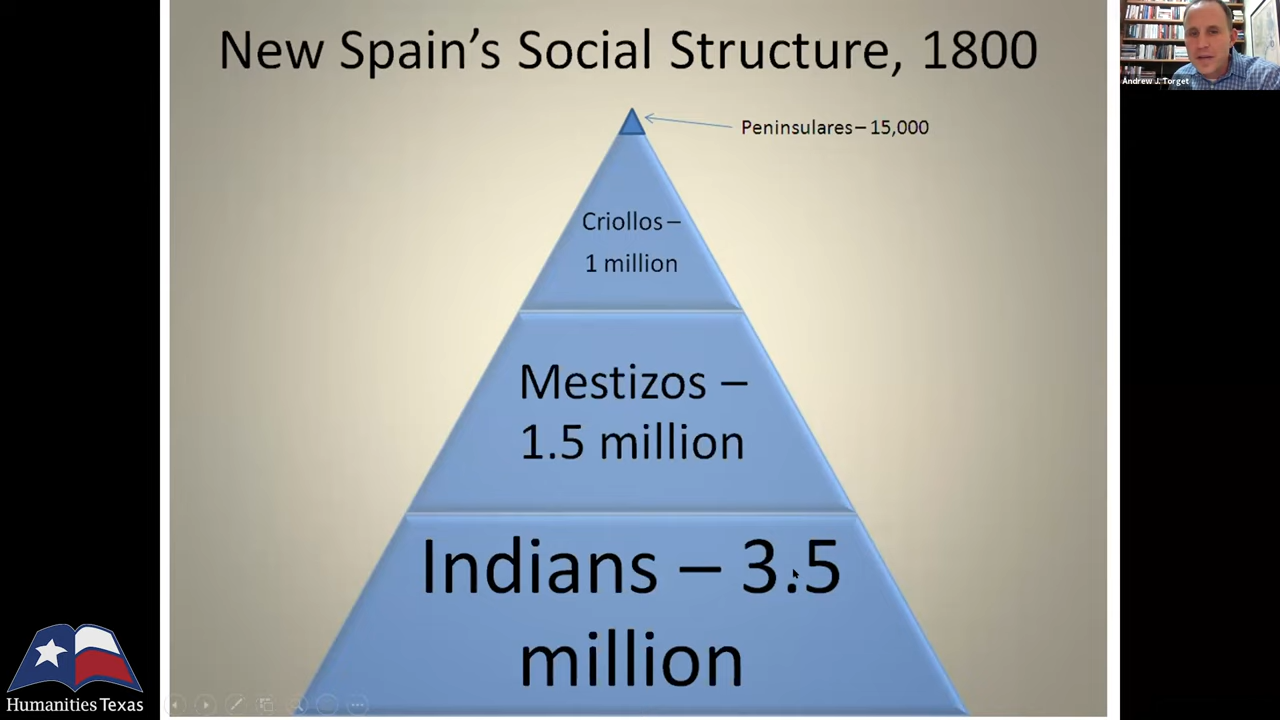 New Spain's Social Structure, 1800
Peninsulares – 15,000
Criollos –
1 million
Mestizos –
1.5 million
Indians – 3.5
million
Andrew J. Torget
Humanities Texas